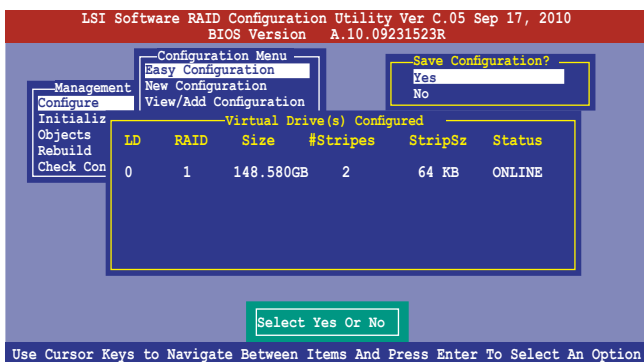 LSI Software RAID Configuration Utility Ver C.05 Sep 17, 2010
BIOS Version A.10.09231523R
Configuration Menu
Easy Configuration
New Configuration
View/Add Configuration
Save Configuration?
Yes
No
Management
Configure
Initializ
Objects
Rebuild
Check Con
Virtual Drive(s) Configured
LD RAID Size #Stripes StripSz Status
0 1 148.580GB 2 64 KB ONLINE
Select Yes Or No
Use Cursor Keys to Navigate Between Items And Press Enter To Select An Option